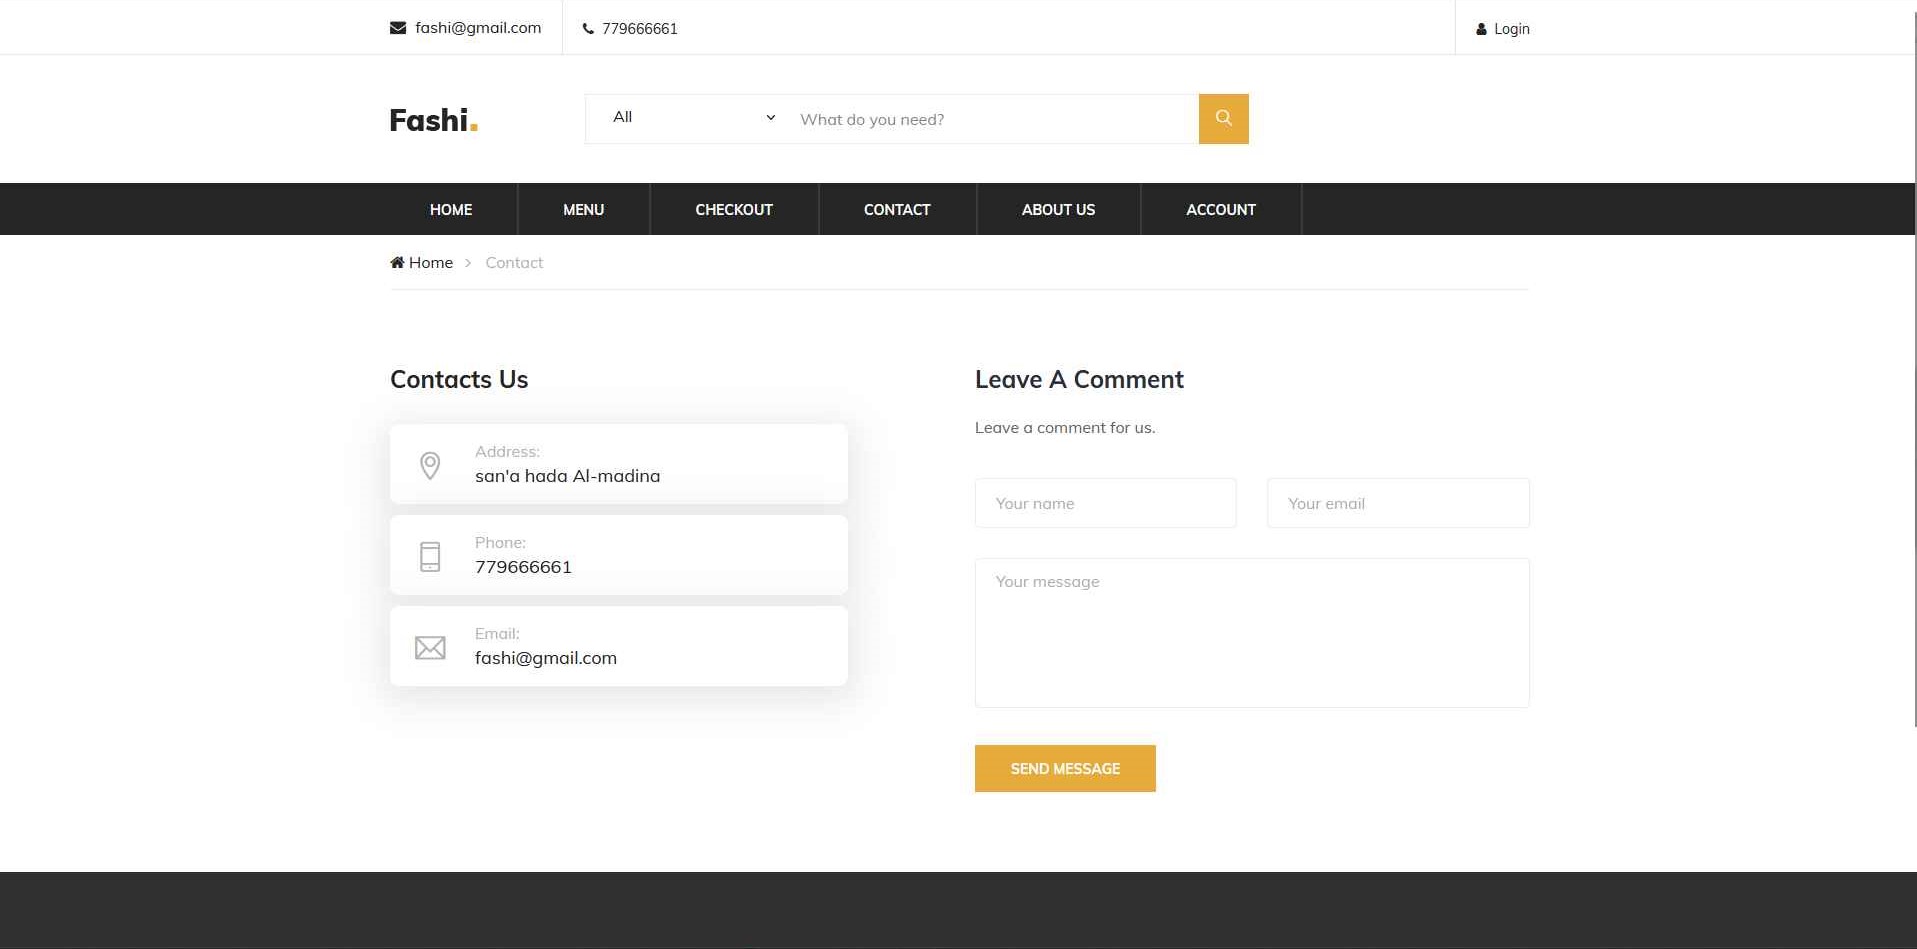 fashi@gmail.com
779666661
Login
Fashi.
All
What do you need?
HOME
MENU
CHECKOUT
CONTACT
ABOUT US
ACCOUNT
Home
Contact
Contacts Us
Address:
san'a hada Al-madina
Phone:
779666661
Email:
fashi@gmail.com
Leave A Comment
Leave a comment for us.
Your name
Your email
Your message
SEND MESSAGE